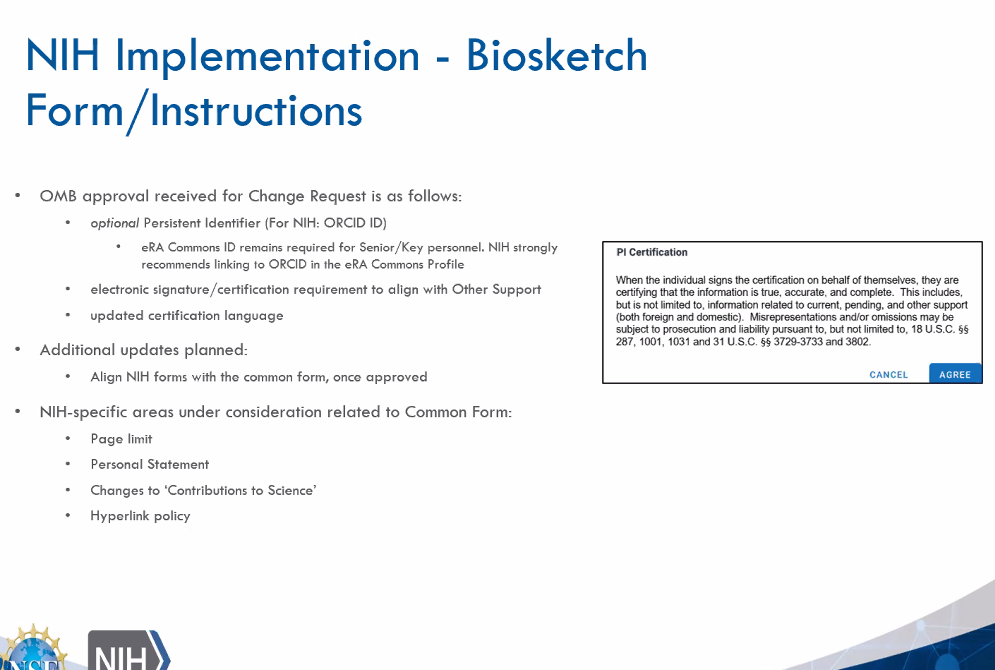 NIH Implementation - Biosketch
Form/Instructions
• OMB approval received for Change Request is as follows:
• optional Persistent Identifier (For NIH: ORCID ID)
• eRA Commons ID remains required for Senior/Key personnel. NIH strongly
recommends linking to ORCID in the eRA Commons Profile
• electronic signature/certification requirement to align with Other Support
• updated certification language
• Additional updates planned:
• Align NIH forms with the common form, once approved
• NIH-specific areas under consideration related to Common Form:
• Page limit
• Personal Statement
• Changes to ‘Contributions to Science’
• Hyperlink policy
PI Certification
When the individual signs the certification on behalf of themselves, they are
certifying that the information is true, accurate, and complete.  This includes,
but is not limited to, information related to current, pending, and other support
(both foreign and domestic).  Misrepresentations and/or omissions may be
subject to prosecution and liability pursuant to, but not limited to, 18 U.S.C. §§
287, 1001, 1031 and 31 U.S.C. §§ 3729-3733 and 3802.
CANCEL AGREE
NSF
NIH